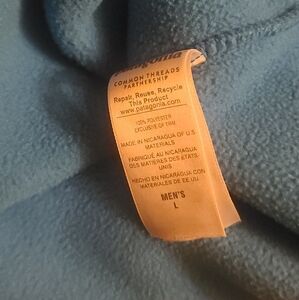 patagonia
COMMON THREADS
PARTNERSHIP
Repair, Reuse, Recycle
This Product
www.patagonia.com
100% POLYESTER
EXCLUSIVE OF TRIM
MADE IN NICARAGUA OF U.S.
MATERIALS
FABRIQUÉ AU NICARAGUA
DES MATIÈRES DES ÉTATS-
UNIS
HECHO EN NICARAGUA CON
MATERIALES DE EE.UU.
MEN'S
L